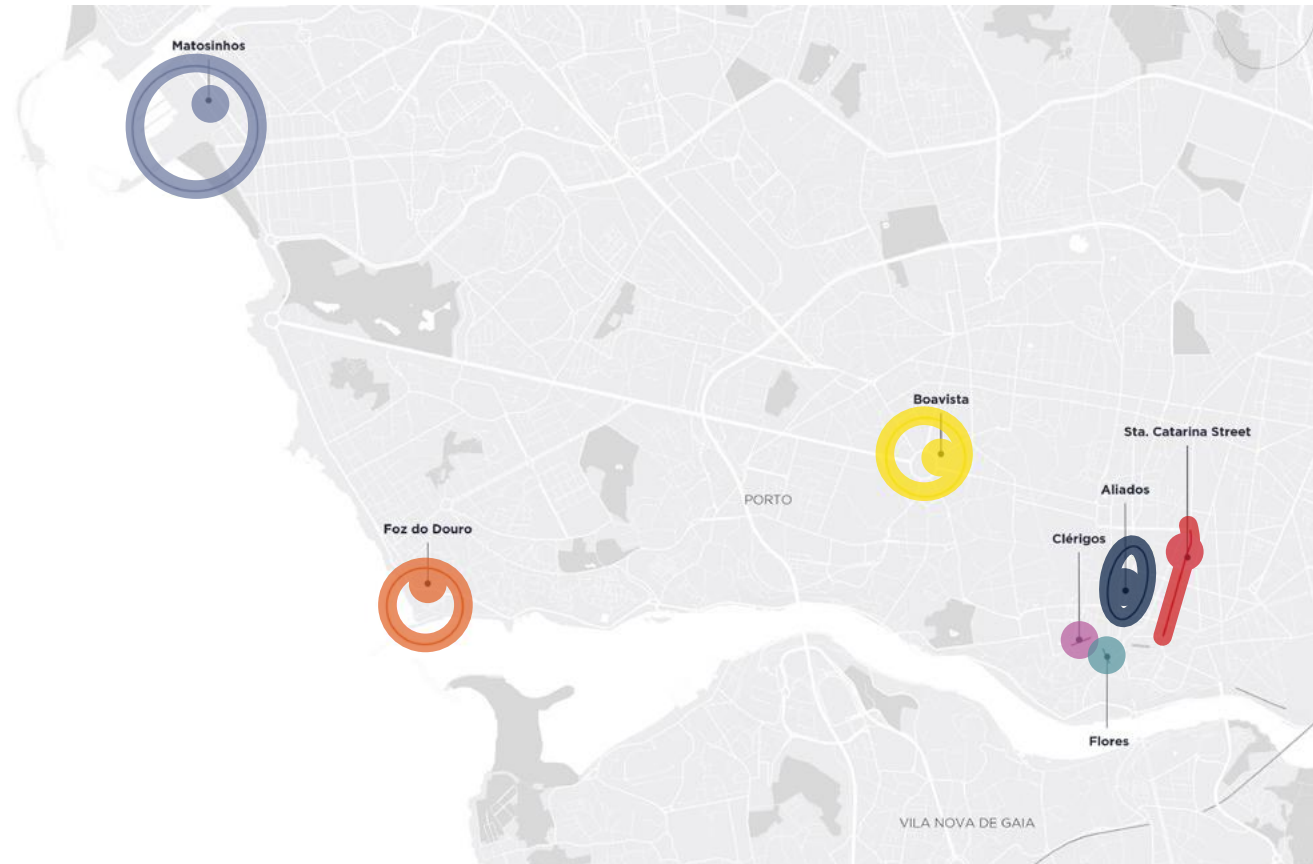 Matosinhos
Boavista
Sta. Catarina Street
Aliados
PORTO
Foz do Douro
Clérigos
Flores
VILA NOVA DE GAIA